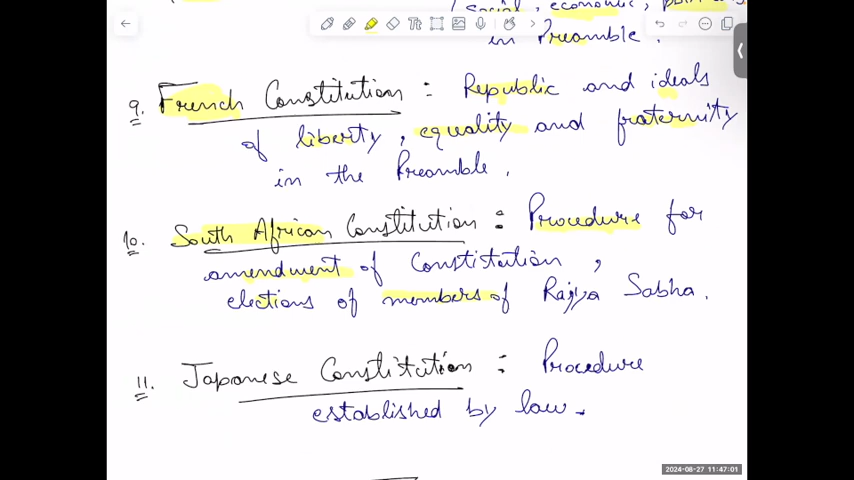 social, economic,
in Preamble.
9. French Constitution : Republic and ideals
of liberty, equality and fraternity
in the Preamble.
10. South African Constitution : Procedure for
amendment of Constitution,
elections of members of Rajya Sabha.
11. Japanese Constitution : Procedure
established by law.
2024-08-27 11:47:01